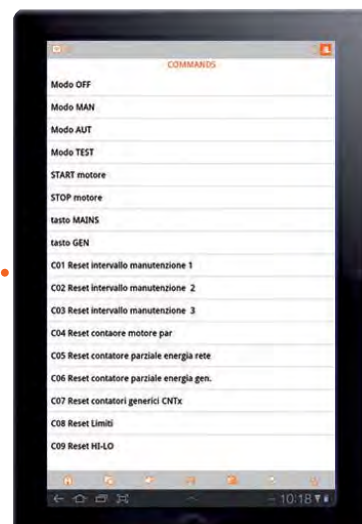 COMMANDS
Modo OFF
Modo MAN
Modo AUT
Modo TEST
START motore
STOP motore
tasto MAINS
tasto GEN
C01 Reset intervallo manutenzione 1
C02 Reset intervallo manutenzione 2
C03 Reset intervallo manutenzione 3
C04 Reset contaore motore par
C05 Reset contatore parziale energia rete
C06 Reset contatore parziale energia gen.
C07 Reset contatori generici CNTx
C08 Reset Limiti
C09 Reset HI-LO
10:18